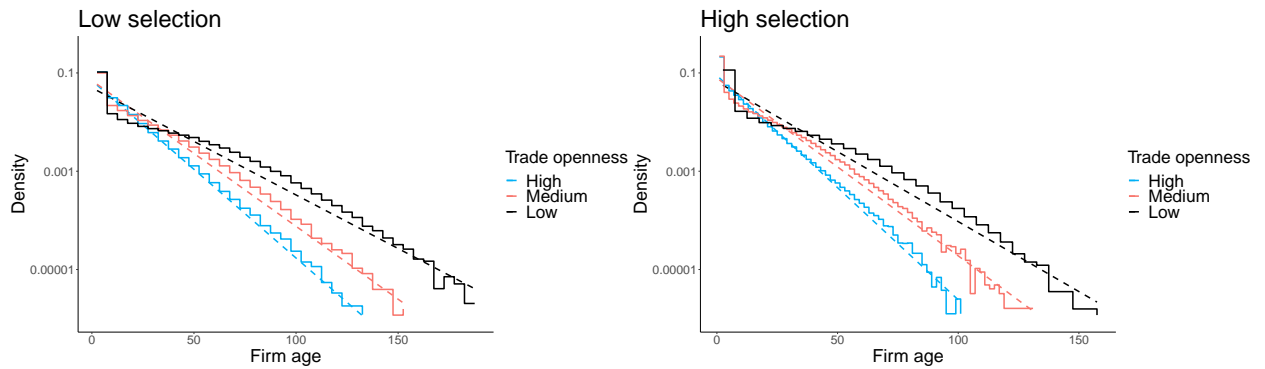 Low selection
Density
0.1
0.001
0.00001
0
50
100
150
Firm age
Trade openness
High
Medium
Low
High selection
Density
0.1
0.001
0.00001
0
50
100
150
Firm age
Trade openness
High
Medium
Low